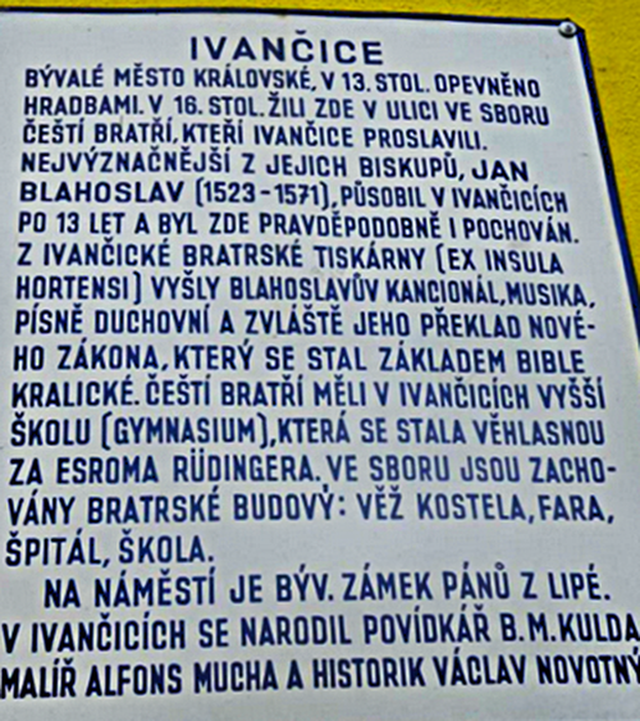 IVANČICE
BÝVALÉ MĚSTO KRÁLOVSKÉ, V 13. STOL. OPEVNĚNO
HRADBAMI. V 16. STOL. ŽILI ZDE V ULICI VE SBORU
ČEŠTÍ BRATŘÍ, KTEŘÍ IVANČICE PROSLAVILI.
NEJVÝZNAČNĚJŠÍ Z JEJICH BISKUPŮ, JAN
BLAHOSLAV (1523-1571), PŮSOBIL V IVANČICÍCH
PO 13 LET A BYL ZDE PRAVDĚPODOBNĚ I POCHOVÁN.
Z IVANČICKÉ BRATRSKÉ TISKÁRNY (EX INSULA
HORTENSI) VYŠLY BLAHOSLAVŮV KANCIONÁL, MUSIKA,
PÍSNĚ DUCHOVNÍ A ZVLÁŠTĚ JEHO PŘEKLAD NOVÉ-
HO ZÁKONA, KTERÝ SE STAL ZÁKLADEM BIBLE
KRALICKÉ. ČEŠTÍ BRATŘÍ MĚLI V IVANČICÍCH VYŠŠÍ
ŠKOLU (GYMNASIUM), KTERÁ SE STALA VĚHLASNOU
ZA ESROMA RÜDINGERA. VE SBORU JSOU ZACHO-
VÁNY BRATRSKÉ BUDOVÝ: VĚŽ KOSTELA, FARA,
ŠPITÁL, ŠKOLA.
NA NÁMĚSTÍ JE BÝV. ZÁMEK PÁNŮ Z LIPÉ.
V IVANČICÍCH SE NARODIL POVÍDKÁŘ B. M. KULDA
MALÍŘ ALFONS MUCHA A HISTORIK VÁCLAV NOVOTNÝ